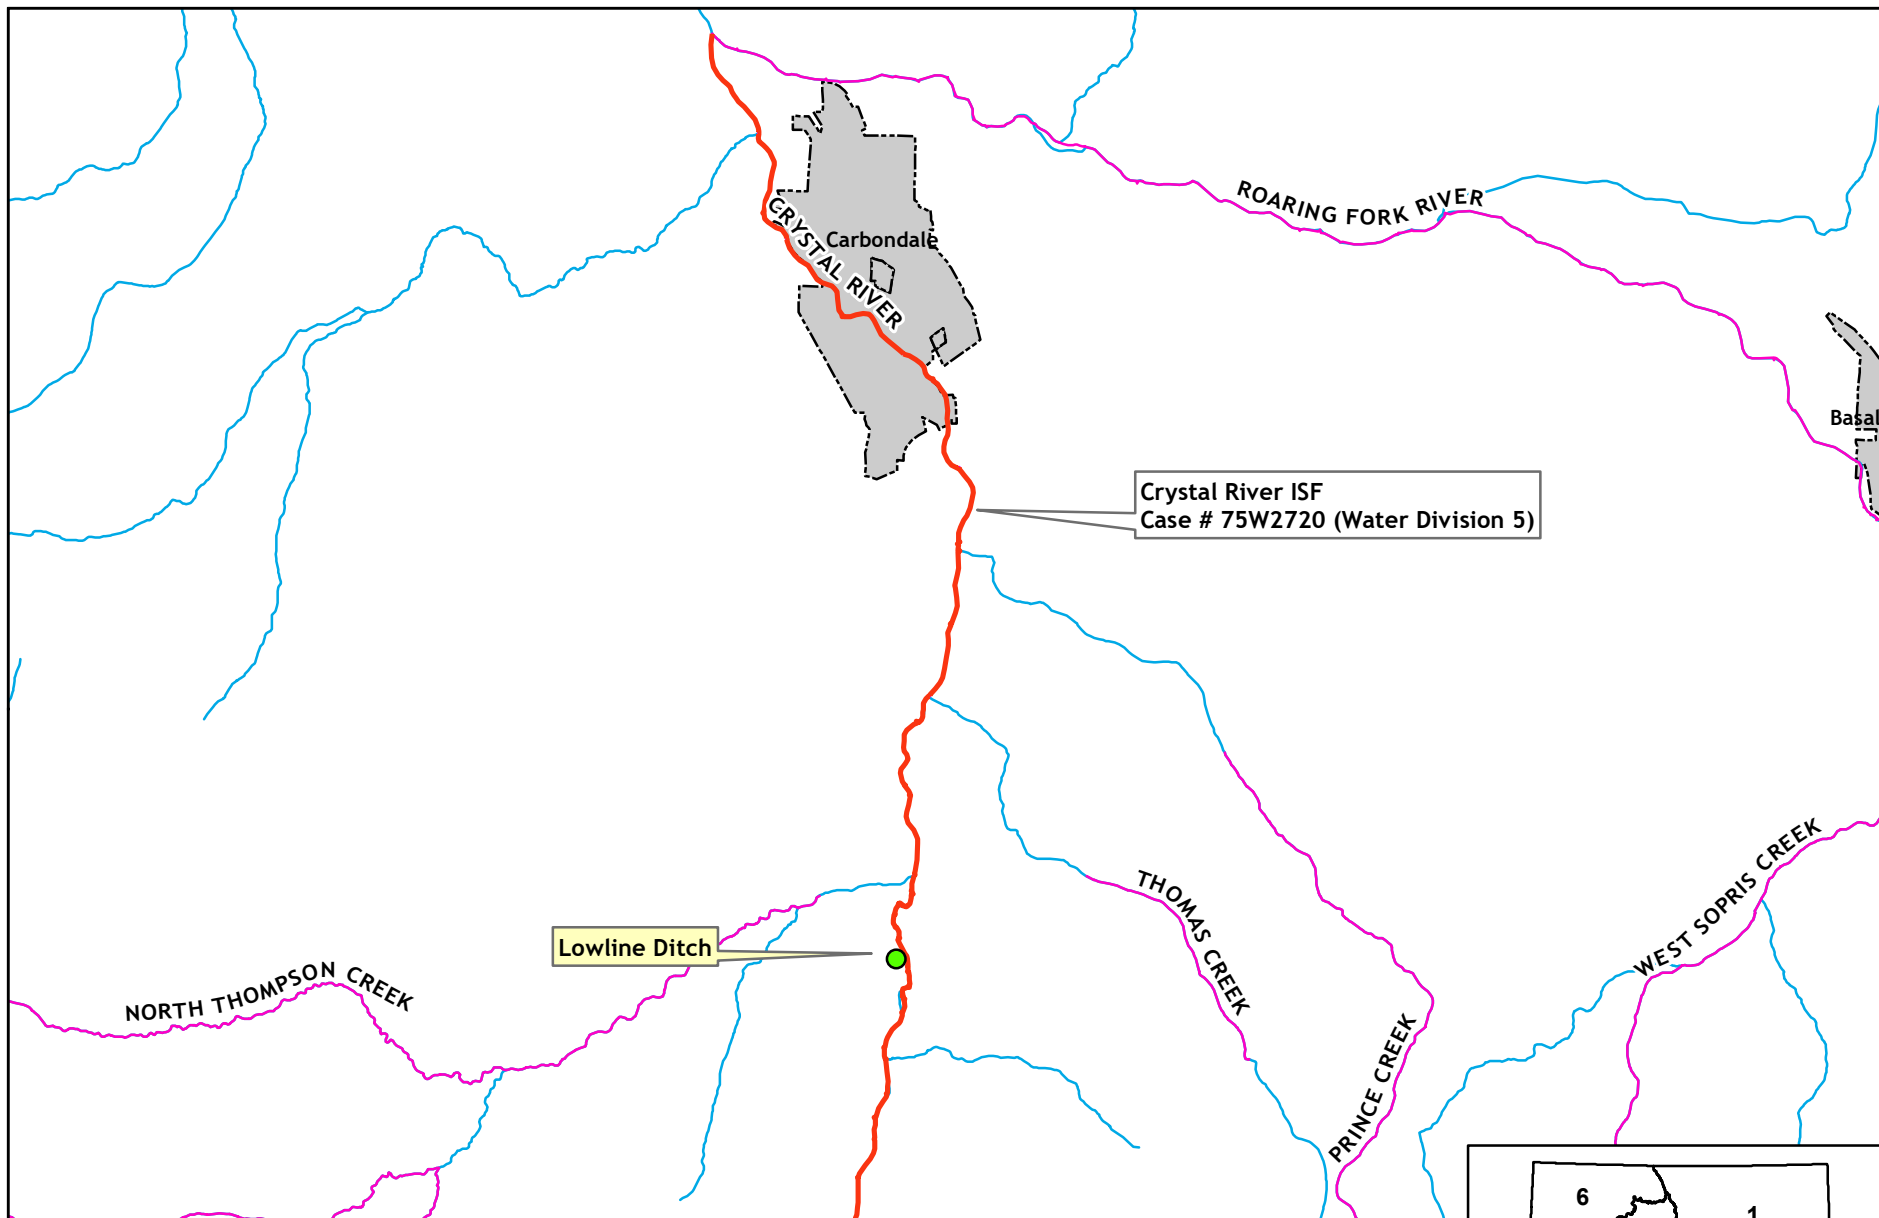 ROARING FORK RIVER
CRYSTAL RIVER
Carbondale
Basal
Crystal River ISF
Case # 75W2720 (Water Division 5)
THOMAS CREEK
WEST SOPRIS CREEK
Lowline Ditch
NORTH THOMPSON CREEK
PRINCE CREEK
6
1